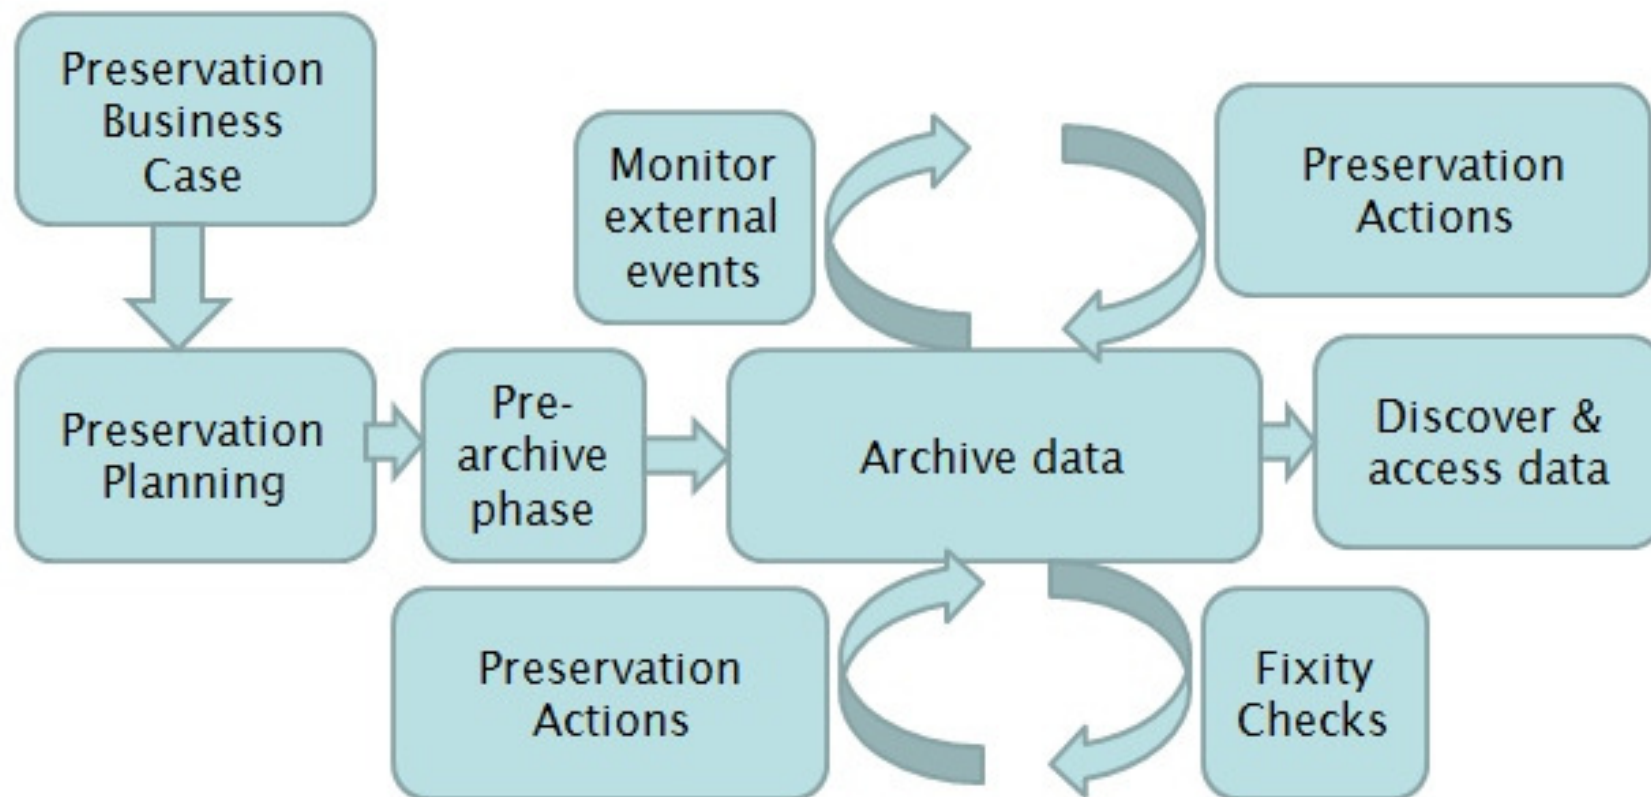 Preservation
Business
Case
Monitor
external
events
Preservation
Actions
Preservation
Planning
Pre-
archive
phase
Archive data
Discover &
access data
Preservation
Actions
Fixity
Checks